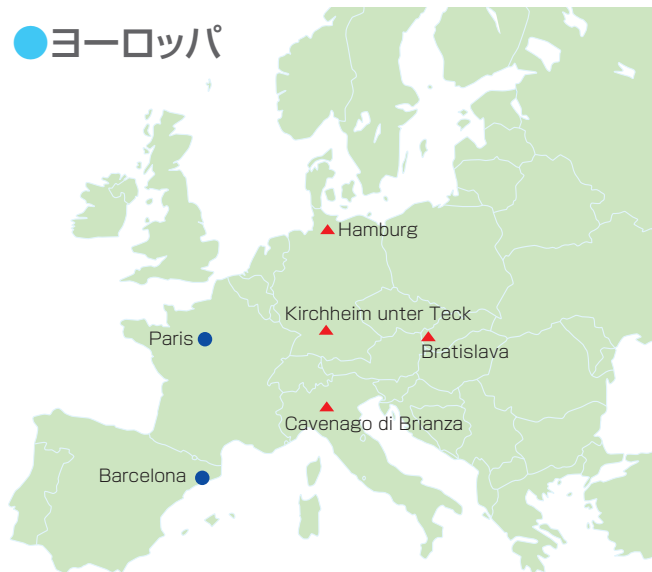 ヨーロッパ
Hamburg
Kirchheim unter Teck
Paris
Bratislava
Cavenago di Brianza
Barcelona